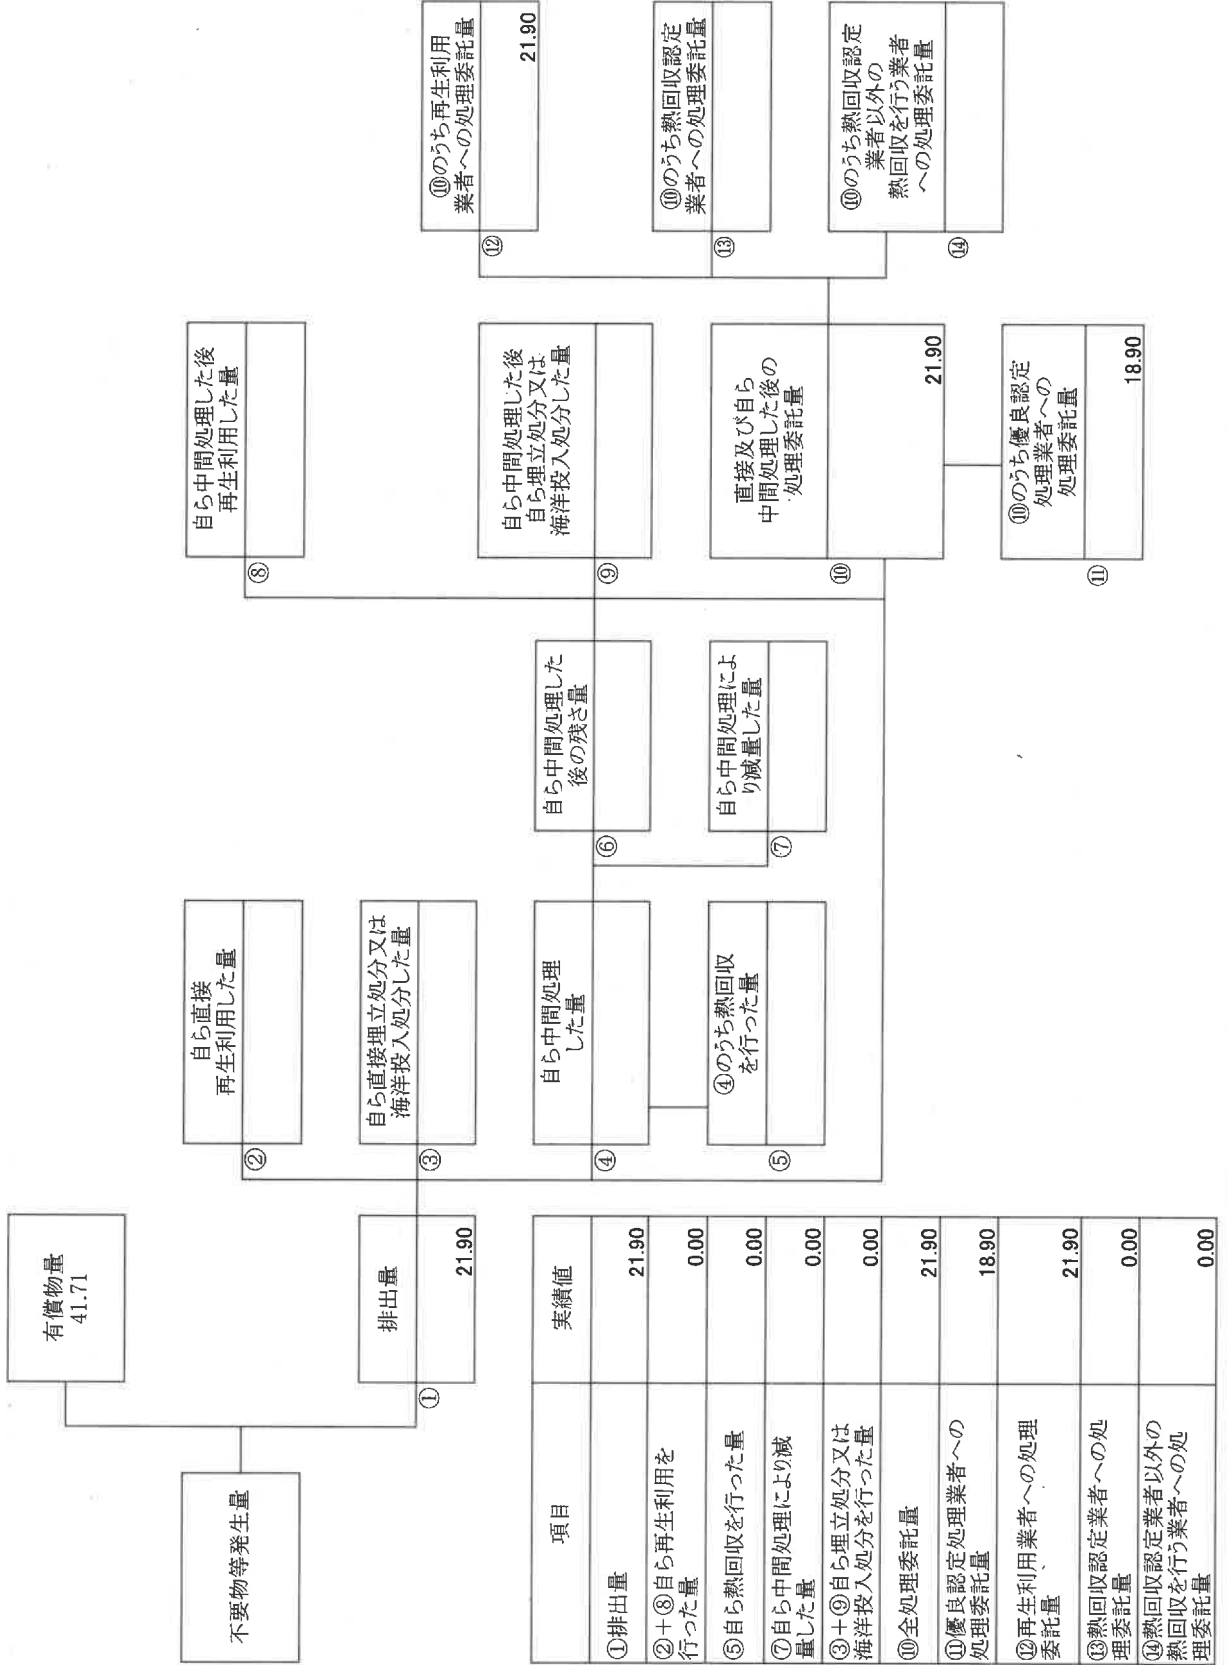 不要物等発生量
有償物量
41.71
①
排出量
21.90
②
自ら直接
再生利用した量
③
自ら直接埋立処分又は
海洋投入処分した量
④
自ら中間処理
した量
⑤
④のうち熱回収
を行った量
⑥
自ら中間処理した
後の残さ量
⑦
自ら中間処理によ
り減量した量
⑧
自ら中間処理した後
再生利用した量
⑨
自ら中間処理した後
自ら埋立処分又は
海洋投入処分した量
⑩
直接及び自ら
中間処理した後の
処理委託量
21.90
⑪
⑩のうち優良認定
処理業者への
処理委託量
18.90
⑫
⑩のうち再生利用
業者への処理委託量
21.90
⑬
⑩のうち熱回収認定
業者への処理委託量
⑭
⑩のうち熱回収認定
業者以外の
熱回収を行う業者
への処理委託量
項目 実績値
①排出量 21.90
②＋⑧自ら再生利用を
行った量 0.00
⑤自ら熱回収を行った量 0.00
⑦自ら中間処理により減
量した量 0.00
③＋⑨自ら埋立処分又は
海洋投入処分を行った量 0.00
⑩全処理委託量 21.90
⑪優良認定処理業者への
処理委託量 18.90
⑫再生利用業者への処理
委託量 21.90
⑬熱回収認定業者への処
理委託量 0.00
⑭熱回収認定業者以外の
熱回収を行う業者への処
理委託量 0.00